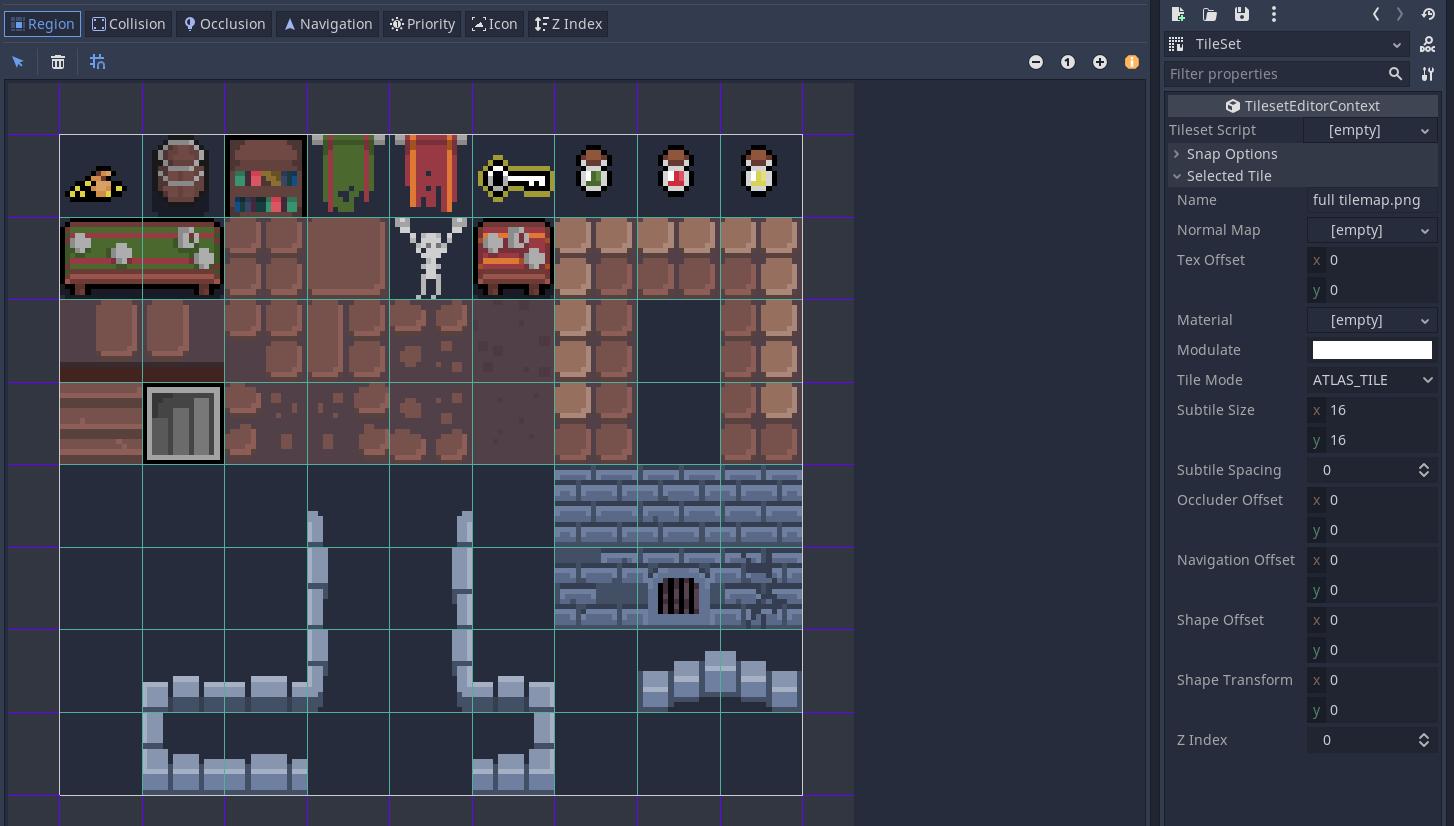 Region Collision Occlusion Navigation Priority Icon Z Index
1
TileSet
Filter properties
TilesetEditorContext
Tileset Script [empty]
Snap Options
Selected Tile
Name full tilemap.png
Normal Map [empty]
Tex Offset x 0
y 0
Material [empty]
Modulate
Tile Mode ATLAS_TILE
Subtile Size x 16
y 16
Subtile Spacing 0
Occluder Offset x 0
y 0
Navigation Offset x 0
y 0
Shape Offset x 0
y 0
Shape Transform x 0
y 0
Z Index 0